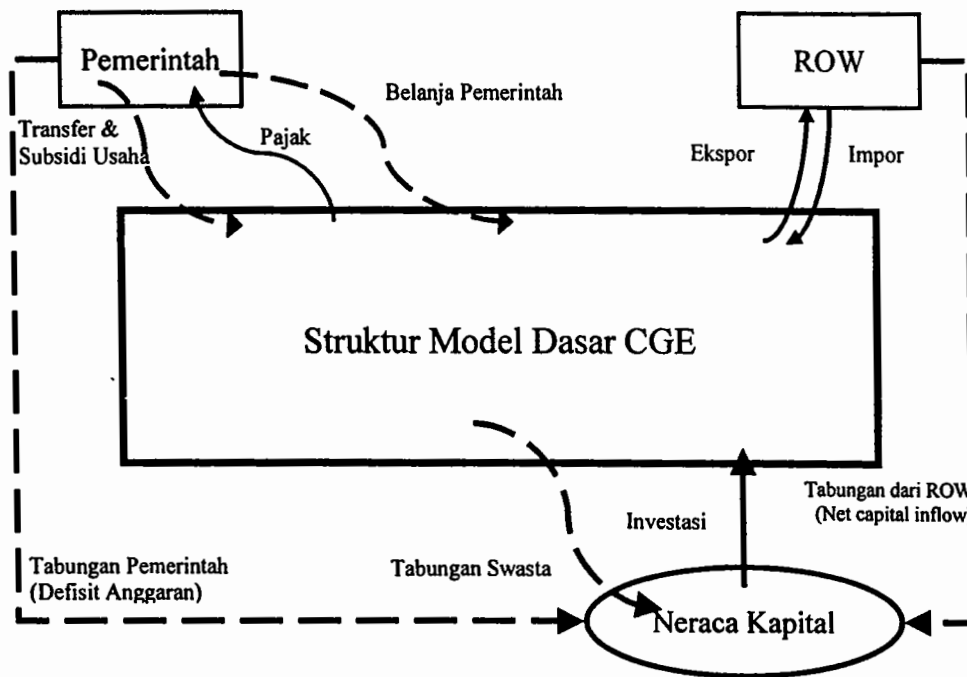 Pemerintah
ROW
Belanja Pemerintah
Transfer &
Subsidi Usaha
Pajak
Ekspor
Impor
Struktur Model Dasar CGE
Tabungan dari ROW
(Net capital inflow
Investasi
Tabungan Pemerintah
(Defisit Anggaran)
Tabungan Swasta
Neraca Kapital